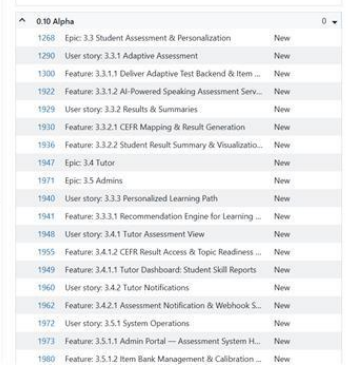 0.10 Alpha 0
1268 Epic: 3.3 Student Assessment & Personalization New
1290 User story: 3.3.1 Adaptive Assessment New
1300 Feature: 3.3.1.1 Deliver Adaptive Test Backend & Item ... New
1922 Feature: 3.3.1.2 AI-Powered Speaking Assessment Serv... New
1929 User story: 3.3.2 Results & Summaries New
1930 Feature: 3.3.2.1 CEFR Mapping & Result Generation New
1936 Feature: 3.3.2.2 Student Result Summary & Visualizatio... New
1947 Epic: 3.4 Tutor New
1971 Epic: 3.5 Admins New
1940 User story: 3.3.3 Personalized Learning Path New
1941 Feature: 3.3.3.1 Recommendation Engine for Learning ... New
1948 User story: 3.4.1 Tutor Assessment View New
1955 Feature: 3.4.1.2 CEFR Result Access & Topic Readiness ... New
1949 Feature: 3.4.1.1 Tutor Dashboard: Student Skill Reports New
1960 User story: 3.4.2 Tutor Notifications New
1962 Feature: 3.4.2.1 Assessment Notification & Webhook S... New
1972 User story: 3.5.1 System Operations New
1973 Feature: 3.5.1.1 Admin Portal — Assessment System H... New
1980 Feature: 3.5.1.2 Item Bank Management & Calibration ... New